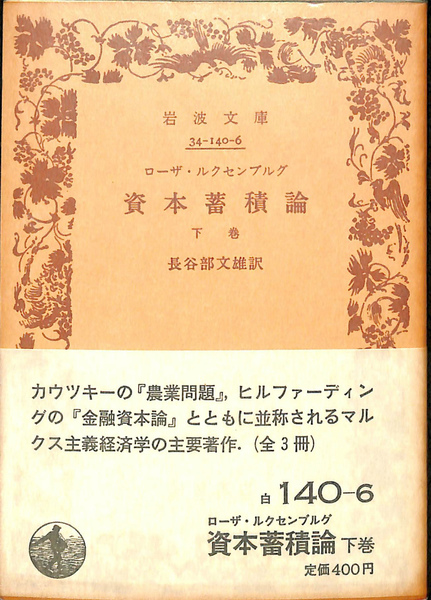 岩波文庫
34-140-6
ローザ・ルクセンブルグ
資本蓄積論
下巻
長谷部文雄訳
カウツキーの『農業問題』, ヒルファーディン
グの『金融資本論』とともに並称されるマル
クス主義経済学の主要著作. (全3冊)
白 140-6
ローザ・ルクセンブルグ
資本蓄積論 下巻
定価400円